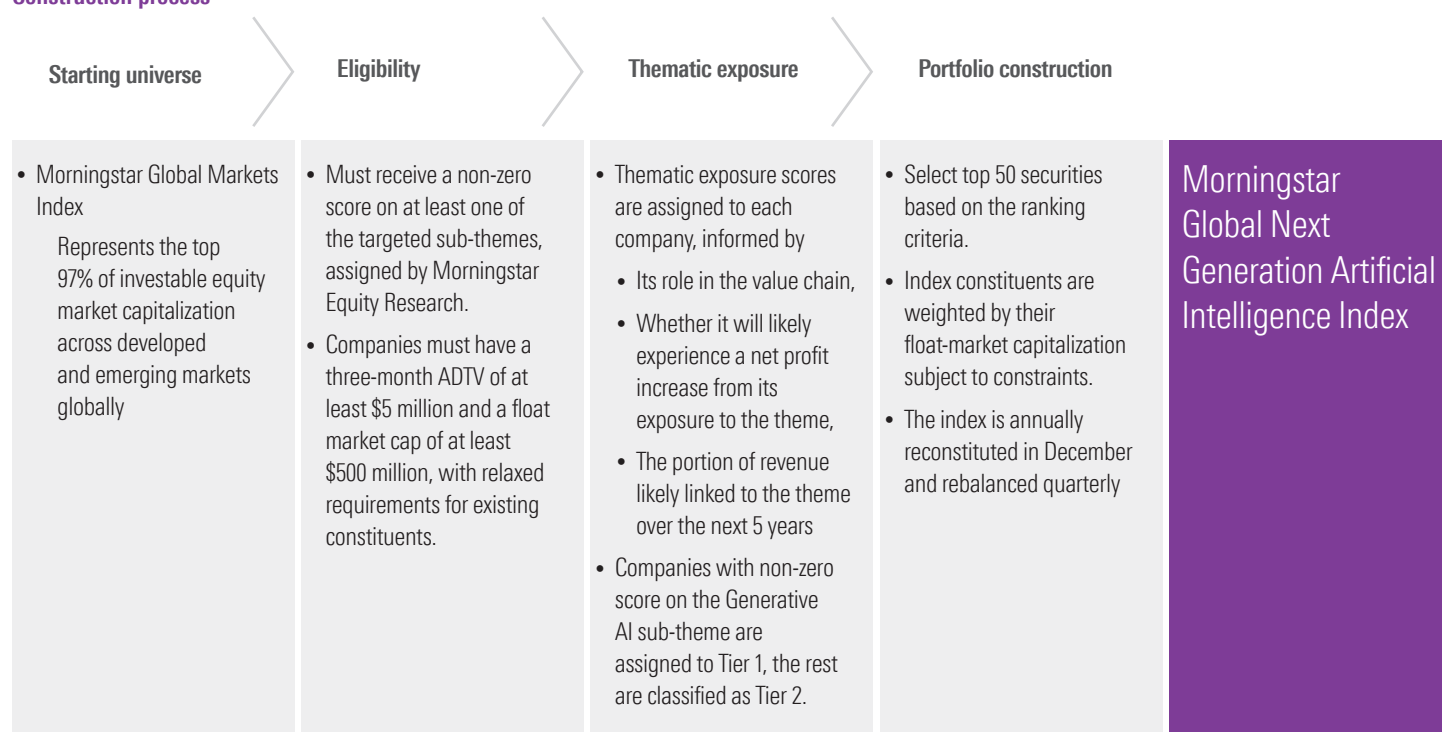 Construction process
Starting universe
Eligibility
Thematic exposure
Portfolio construction
• Morningstar Global Markets
Index
Represents the top
97% of investable equity
market capitalization
across developed
and emerging markets
globally
• Must receive a non-zero
score on at least one of
the targeted sub-themes,
assigned by Morningstar
Equity Research.
• Companies must have a
three-month ADTV of at
least $5 million and a float
market cap of at least
$500 million, with relaxed
requirements for existing
constituents.
• Thematic exposure scores
are assigned to each
company, informed by
• Its role in the value chain,
• Whether it will likely
experience a net profit
increase from its
exposure to the theme,
• The portion of revenue
likely linked to the theme
over the next 5 years
• Companies with non-zero
score on the Generative
AI sub-theme are
assigned to Tier 1, the rest
are classified as Tier 2.
• Select top 50 securities
based on the ranking
criteria.
• Index constituents are
weighted by their
float-market capitalization
subject to constraints.
• The index is annually
reconstituted in December
and rebalanced quarterly
Morningstar
Global Next
Generation Artificial
Intelligence Index